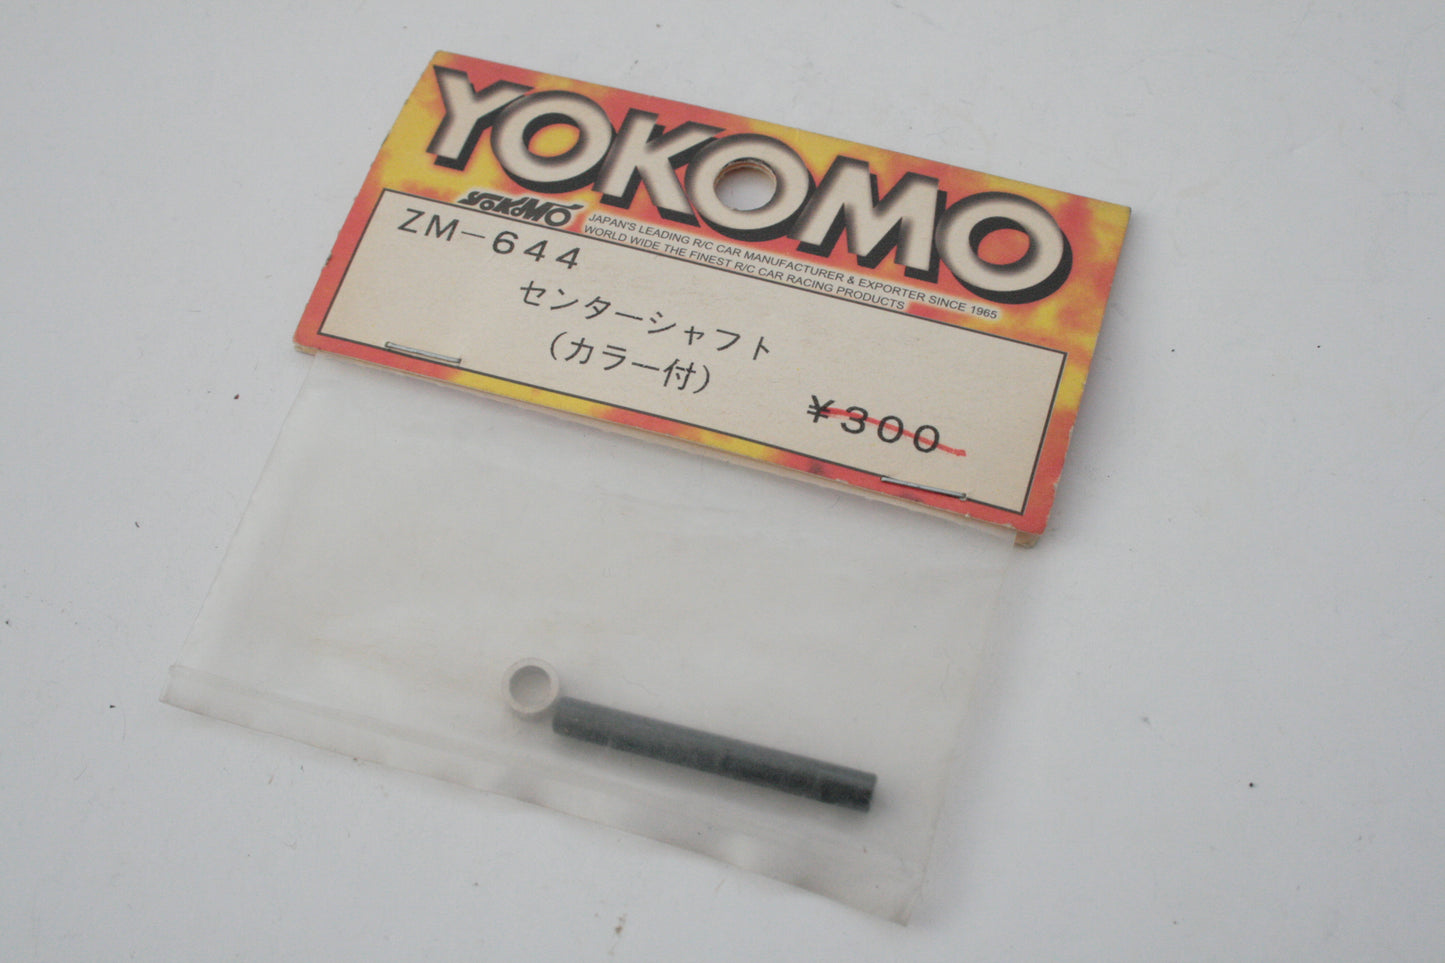 YOKOMO
YOKOMO
JAPAN'S LEADING R/C CAR MANUFACTURER & EXPORTER SINCE 1965
WORLD WIDE THE FINEST R/C CAR RACING PRODUCTS
ZM-644
センターシャフト
(カラー付)
¥300